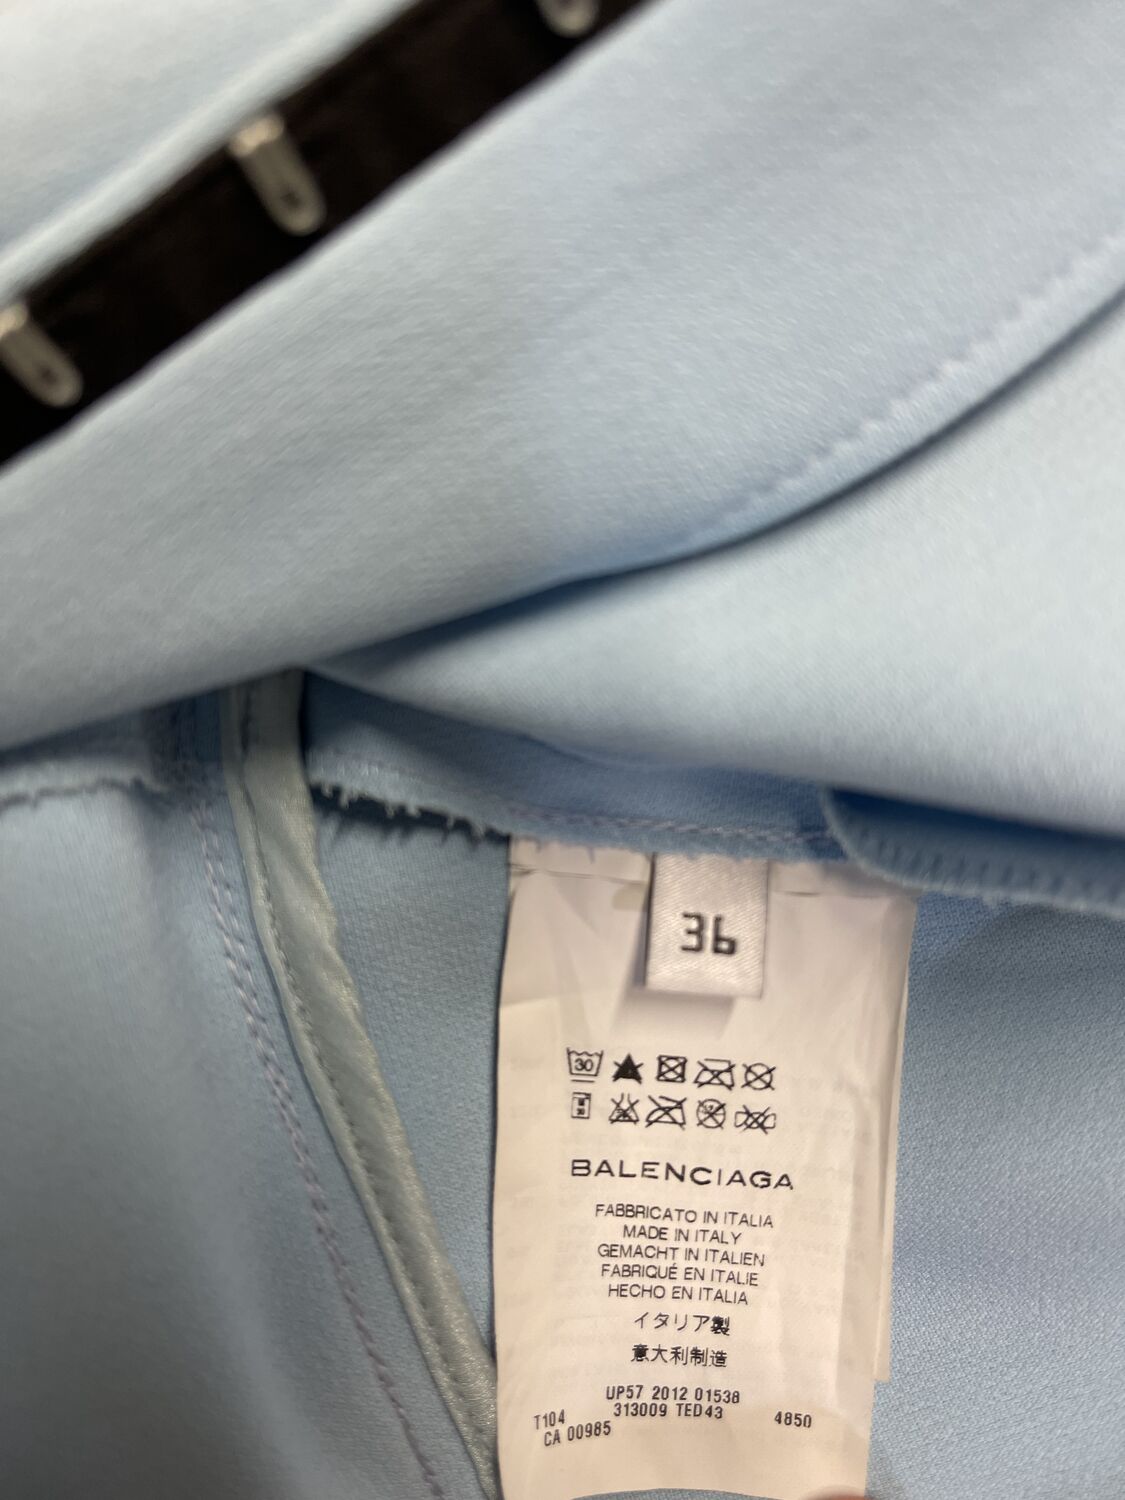 36
30
BALENCIAGA
FABBRICATO IN ITALIA
MADE IN ITALY
GEMACHT IN ITALIEN
FABRIQUÉ EN ITALIE
HECHO EN ITALIA
イタリア製
意大利制造
UP57 2012 01538
T104 313009 TED43 4850
CA 00985